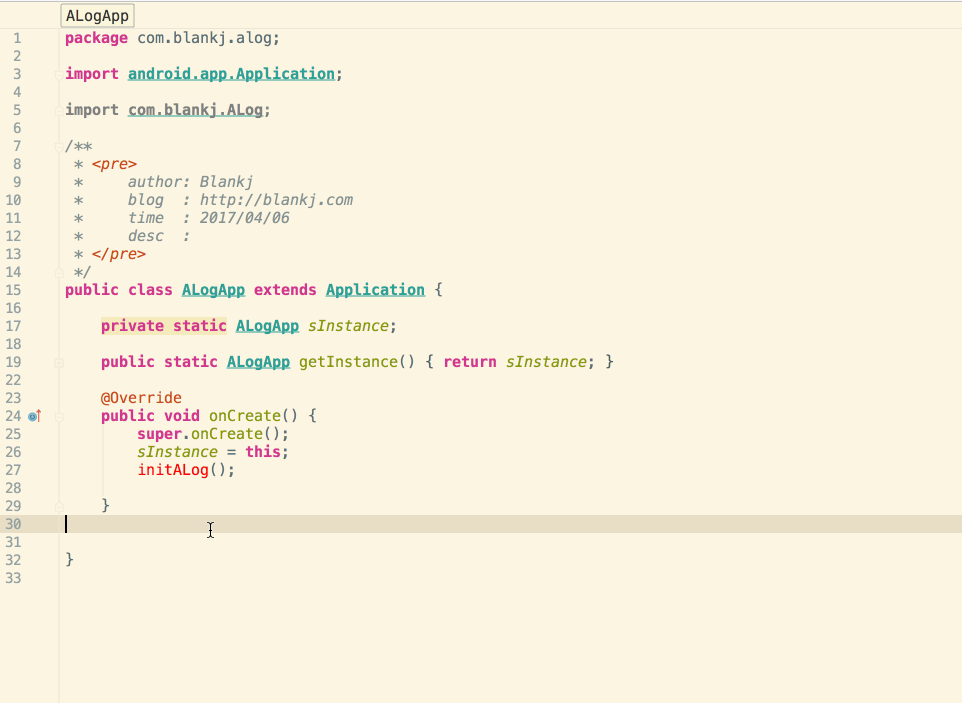 ALogApp
1 package com.blankj.alog;
2
3 import android.app.Application;
4
5 import com.blankj.ALog;
6
7 /**
8  * <pre>
9  *     author: Blankj
10  *     blog  : http://blankj.com
11  *     time  : 2017/04/06
12  *     desc  :
13  * </pre>
14  */
15 public class ALogApp extends Application {
16
17     private static ALogApp sInstance;
18
19     public static ALogApp getInstance() { return sInstance; }
22
23     @Override
24     public void onCreate() {
25         super.onCreate();
26         sInstance = this;
27         initALog();
28
29     }
30
31
32 }
33